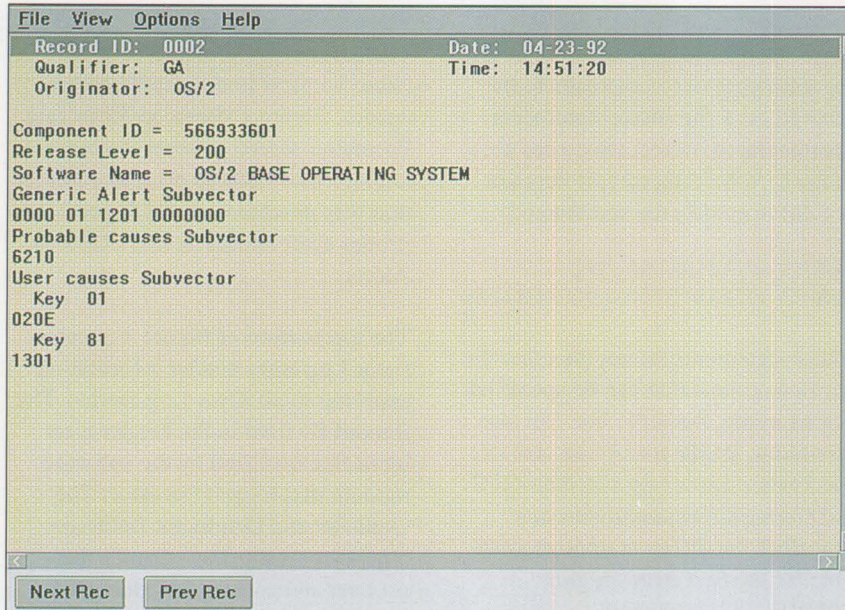 File View Options Help
Record ID: 0002 Date: 04-23-92
Qualifier: GA Time: 14:51:20
Originator: OS/2
Component ID = 566933601
Release Level = 200
Software Name = OS/2 BASE OPERATING SYSTEM
Generic Alert Subvector
0000 01 1201 0000000
Probable causes Subvector
6210
User causes Subvector
Key 01
020E
Key 81
1301
Next Rec Prev Rec